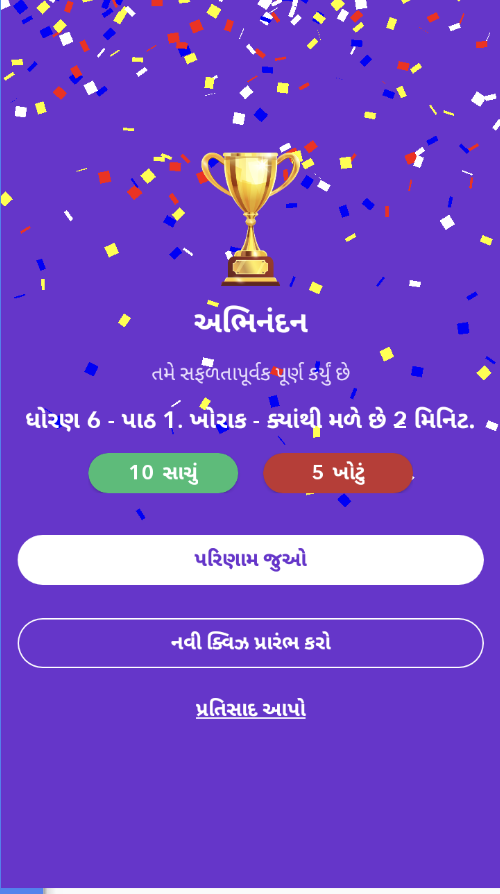 અભિનંદન
તમે સફળતાપૂર્વક પૂર્ણ કર્યું છે
ધોરણ 6 - પાઠ 1. ખોરાક - ક્યાંથી મળે છે 2 મિનિટ.
10 સાચું
5 ખોટું
પરિણામ જુઓ
નવી ક્વિઝ પ્રારંભ કરો
પ્રતિસાદ આપો